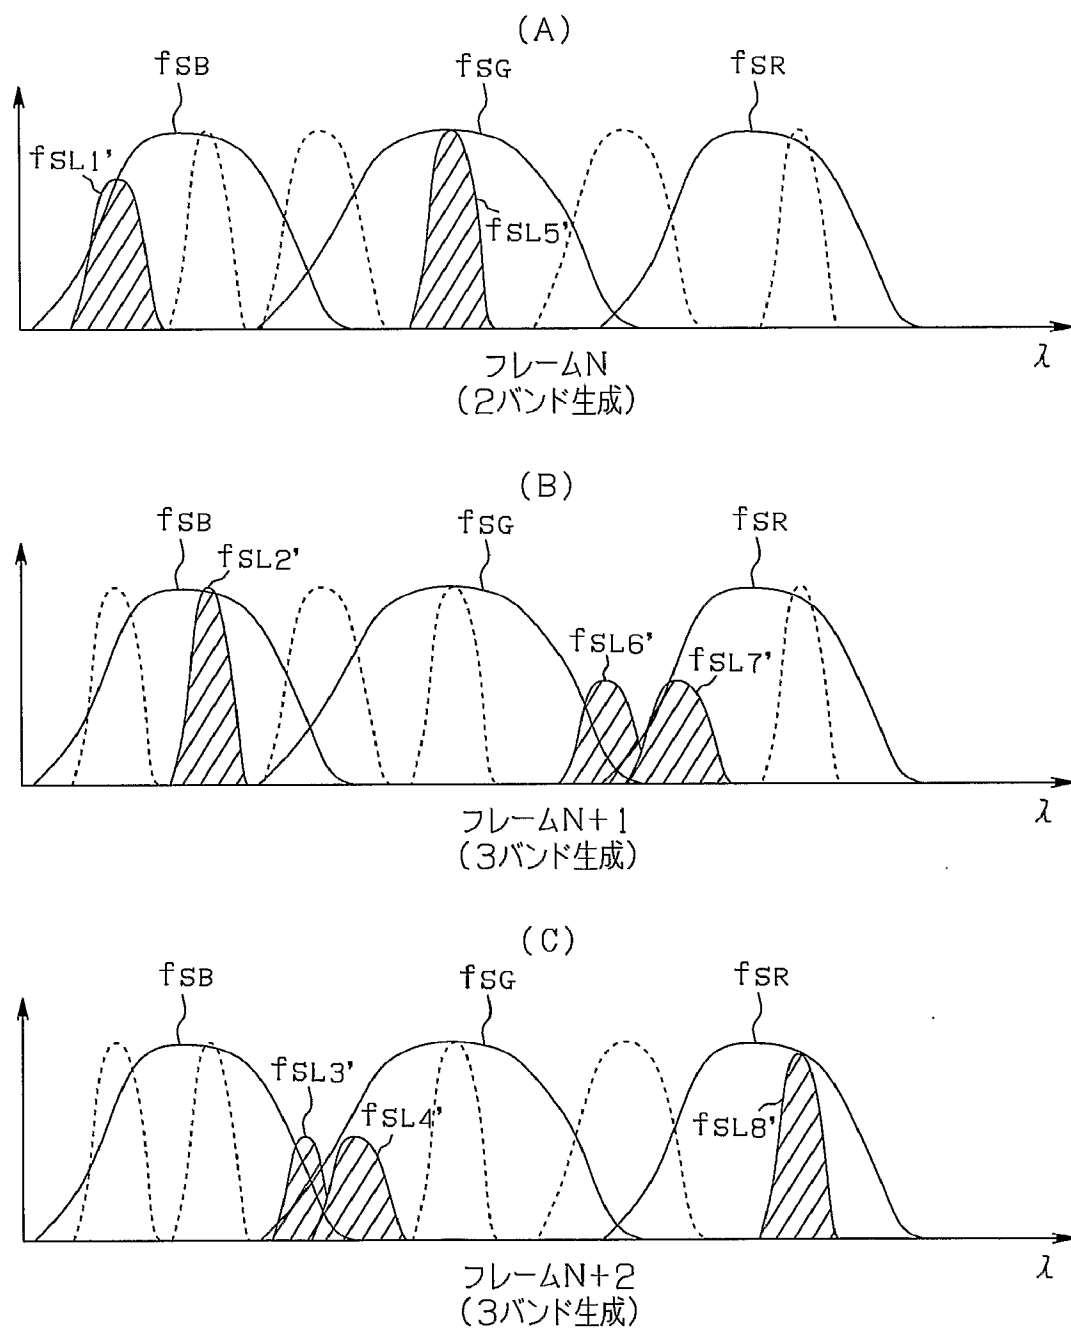 (A)
fSB
fSG
fSR
fSL1'
fSL5'
λ
フレームN
(2バンド生成)
(B)
fSB
fSG
fSR
fSL2'
fSL6'
fSL7'
λ
フレームN+1
(3バンド生成)
(C)
fSB
fSG
fSR
fSL3'
fSL4'
fSL8'
λ
フレームN+2
(3バンド生成)